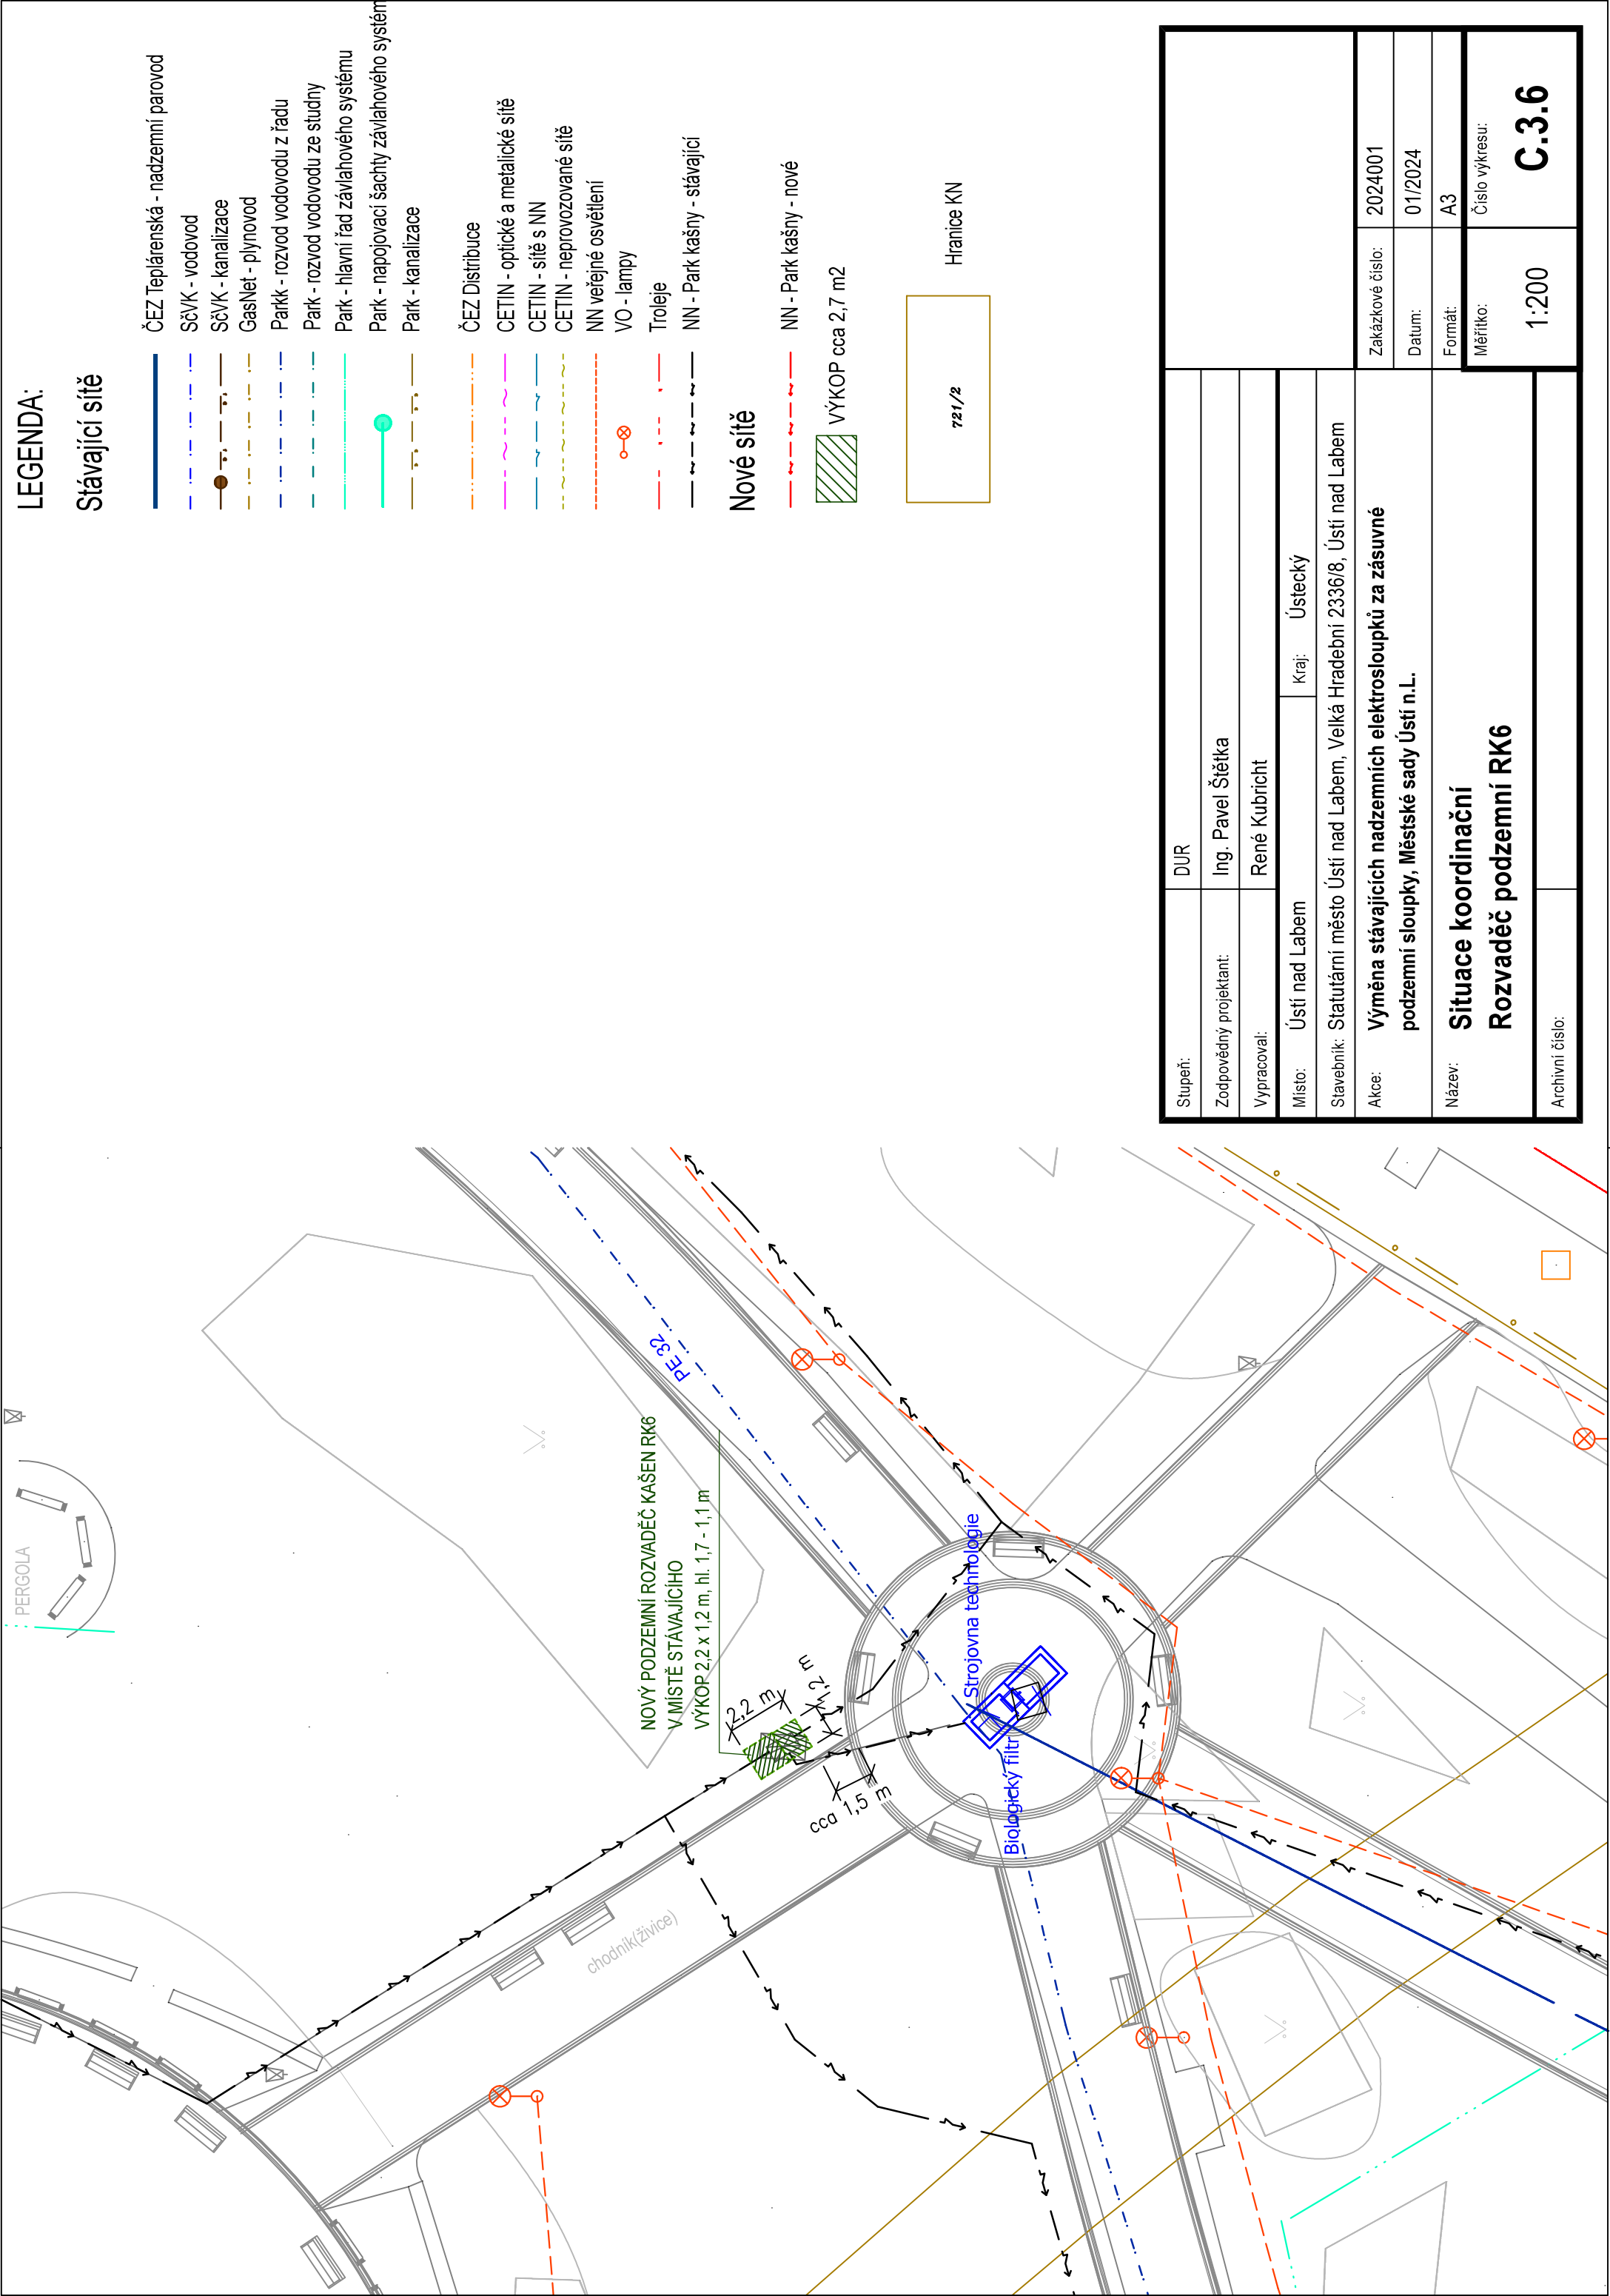 LEGENDA:
Stávající sítě
ČEZ Teplárenská - nadzemní parovod
SčVK - vodovod
SčVK - kanalizace
GasNet - plynovod
Parkk - rozvod vodovodu z řadu
Park - rozvod vodovodu ze studny
Park - hlavní řad závlahového systému
Park - napojovací šachty závlahového systém
Park - kanalizace
ČEZ Distribuce
CETIN - optické a metalické sítě
CETIN - sítě s NN
CETIN - neprovozované sítě
NN veřejné osvětlení
VO - lampy
Troleje
NN - Park kašny - stávající
Nové sítě
NN - Park kašny - nové
VÝKOP cca 2,7 m2
721/2
Hranice KN
PERGOLA
PE 32
NOVÝ PODZEMNÍ ROZVADĚČ KAŠEN RK6
V MÍSTĚ STÁVAJÍCÍHO
VÝKOP 2,2 x 1,2 m, hl. 1,7 - 1,1 m
2,2 m
1,2 m
cca 1,5 m
Strojovna technologie
Biologický filtr
chodník(živice)
Stupeň:
DUR
Zodpovědný projektant:
Ing. Pavel Štětka
Vypracoval:
René Kubricht
Místo:
Ústí nad Labem
Kraj:
Ústecký
Stavebník:
Statutární město Ústí nad Labem, Velká Hradební 2336/8, Ústí nad Labem
Akce:
Výměna stávajících nadzemních elektrosloupků za zásuvné
podzemní sloupky, Městské sady Ústí n.L.
Zakázkové číslo:
2024001
Datum:
01/2024
Formát:
A3
Název:
Situace koordinační
Rozvaděč podzemní RK6
Měřítko:
1:200
Číslo výkresu:
C.3.6
Archivní číslo: